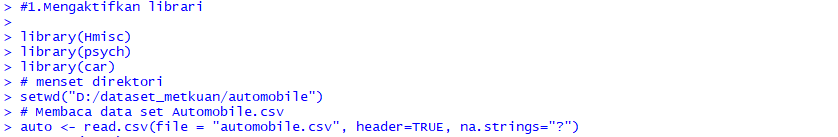 > #1.Mengaktifkan librari
>
> library(Hmisc)
> library(psych)
> library(car)
> # menset direktori
> setwd("D:/dataset_metkuan/automobile")
> # Membaca data set Automobile.csv
> auto <- read.csv(file = "automobile.csv", header=TRUE, na.strings="?")